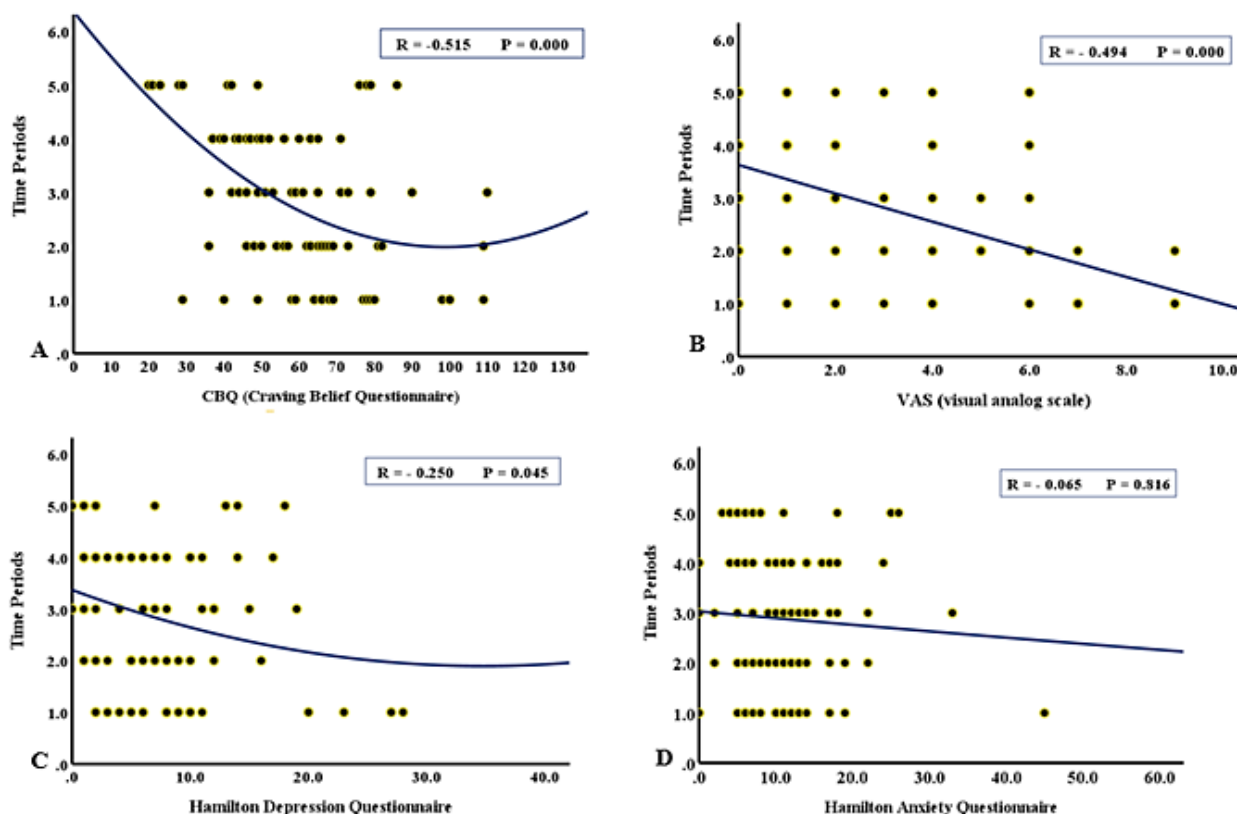 R = -0.515 P = 0.000
Time Periods
6.0
5.0
4.0
3.0
2.0
1.0
.0
A
0 10 20 30 40 50 60 70 80 90 100 110 120 130
CBQ (Craving Belief Questionnaire)
R = - 0.494 P = 0.000
Time Periods
6.0
5.0
4.0
3.0
2.0
1.0
.0
B
.0 2.0 4.0 6.0 8.0 10.0
VAS (visual analog scale)
R = - 0.250 P = 0.045
Time Periods
6.0
5.0
4.0
3.0
2.0
1.0
.0
C
.0 10.0 20.0 30.0 40.0
Hamilton Depression Questionnaire
R = - 0.065 P = 0.816
Time Periods
6.0
5.0
4.0
3.0
2.0
1.0
.0
D
.0 10.0 20.0 30.0 40.0 50.0 60.0
Hamilton Anxiety Questionnaire